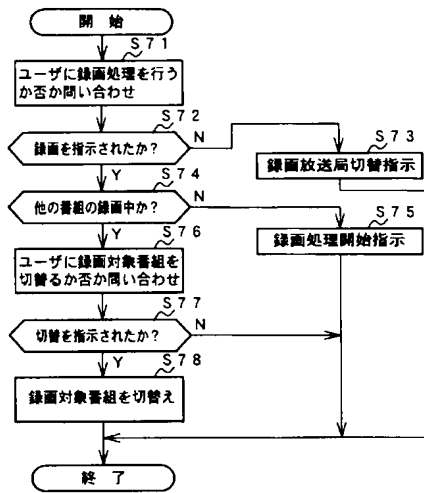 開 始
S71
ユーザに録画処理を行う
か否か問い合わせ
S72
録画を指示されたか?
N
Y
S73
録画放送局切替指示
S74
他の番組の録画中か?
N
Y
S75
録画処理開始指示
S76
ユーザに録画対象番組を
切替るか否か問い合わせ
S77
切替を指示されたか?
N
Y
S78
録画対象番組を切替え
終 了